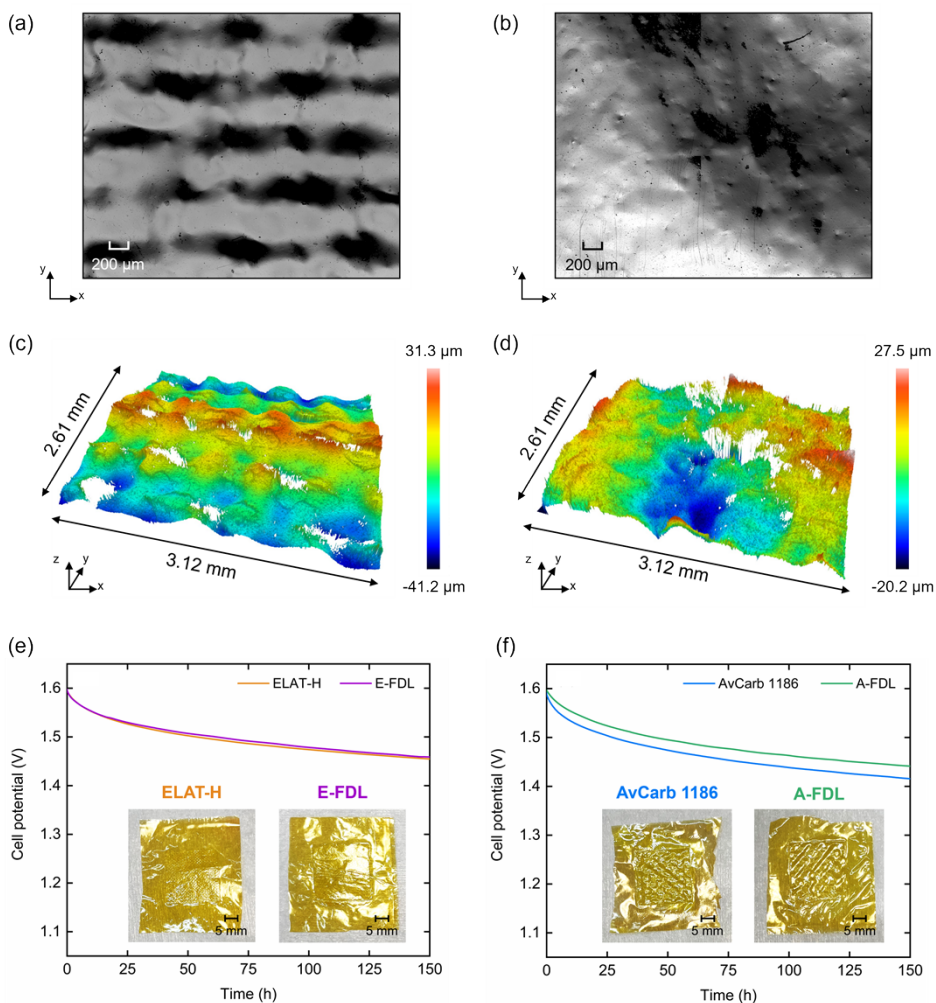 (a)
(b)
200 µm
200 µm
y
x
y
x
(c)
31.3 µm
(d)
27.5 µm
2.61 mm
2.61 mm
3.12 mm
3.12 mm
z
y
x
-41.2 µm
z
y
x
-20.2 µm
(e)
(f)
Cell potential (V)
1.6
1.5
1.4
1.3
1.2
1.1
ELAT-H
E-FDL
ELAT-H
E-FDL
5 mm
5 mm
0
25
50
75
100
125
150
Time (h)
Cell potential (V)
1.6
1.5
1.4
1.3
1.2
1.1
AvCarb 1186
A-FDL
AvCarb 1186
A-FDL
5 mm
5 mm
0
25
50
75
100
125
150
Time (h)